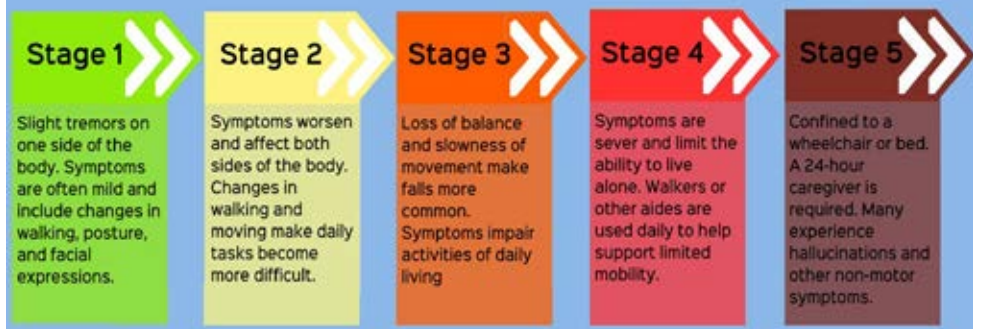 Stage 1
Slight tremors on
one side of the
body. Symptoms
are often mild and
include changes in
walking, posture,
and facial
expressions.
Stage 2
Symptoms worsen
and affect both
sides of the body.
Changes in
walking and
moving make daily
tasks become
more difficult.
Stage 3
Loss of balance
and slowness of
movement make
falls more
common.
Symptoms impair
activities of daily
living
Stage 4
Symptoms are
sever and limit the
ability to live
alone. Walkers or
other aides are
used daily to help
support limited
mobility.
Stage 5
Confined to a
wheelchair or bed.
A 24-hour
caregiver is
required. Many
experience
hallucinations and
other non-motor
symptoms.